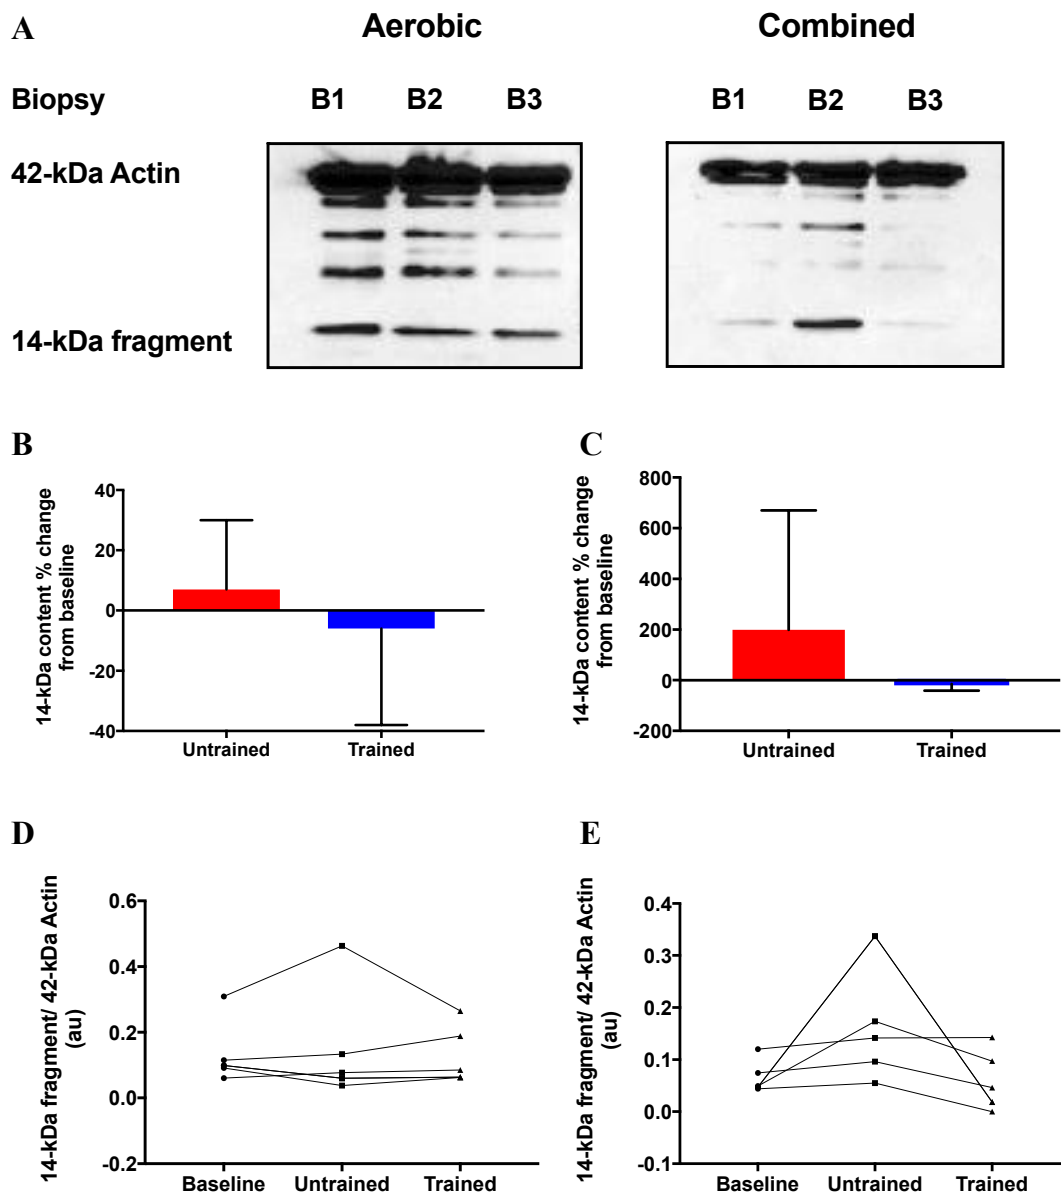 A
Aerobic
Combined
Biopsy
B1
B2
B3
B1
B2
B3
42-kDa Actin
14-kDa fragment
B
14-kDa content % change
from baseline
40
20
0
-20
-40
Untrained
Trained
C
14-kDa content % change
from baseline
800
600
400
200
0
-200
Untrained
Trained
D
14-kDa fragment/ 42-kDa Actin
(au)
0.6
0.4
0.2
0.0
-0.2
Baseline
Untrained
Trained
E
14-kDa fragment/ 42-kDa Actin
(au)
0.4
0.3
0.2
0.1
0.0
-0.1
Baseline
Untrained
Trained